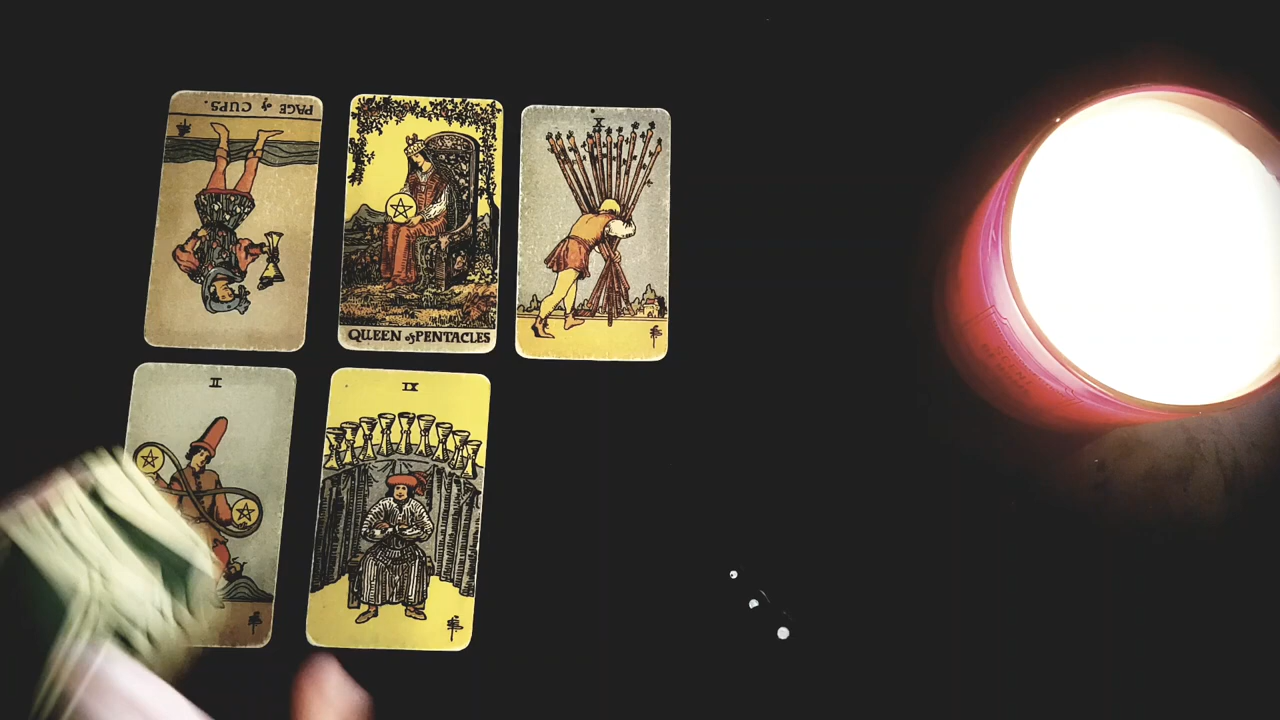 PAGE of CUPS.
QUEEN of PENTACLES
X
II
IX